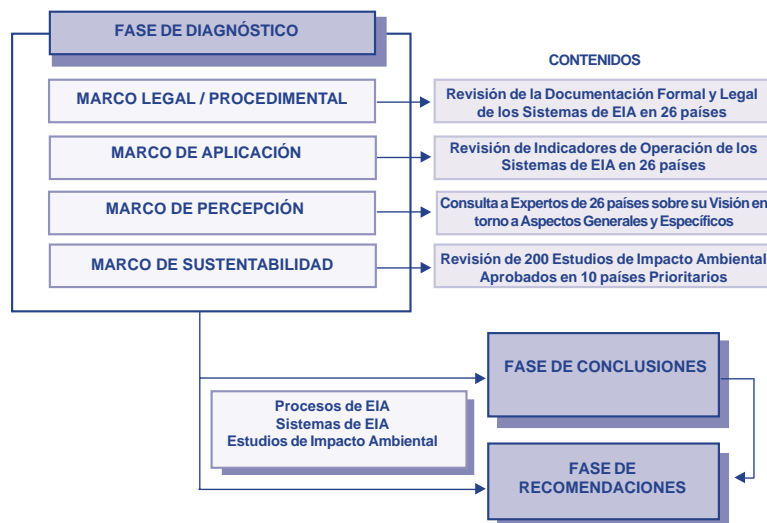 FASE DE DIAGNÓSTICO
CONTENIDOS
MARCO LEGAL / PROCEDIMENTAL
Revisión de la Documentación Formal y Legal
de los Sistemas de EIA en 26 países
MARCO DE APLICACIÓN
Revisión de Indicadores de Operación de los
Sistemas de EIA en 26 países
MARCO DE PERCEPCIÓN
Consulta a Expertos de 26 países sobre su Visión en
torno a Aspectos Generales y Específicos
MARCO DE SUSTENTABILIDAD
Revisión de 200 Estudios de Impacto Ambiental
Aprobados en 10 países Prioritarios
FASE DE CONCLUSIONES
Procesos de EIA
Sistemas de EIA
Estudios de Impacto Ambiental
FASE DE
RECOMENDACIONES